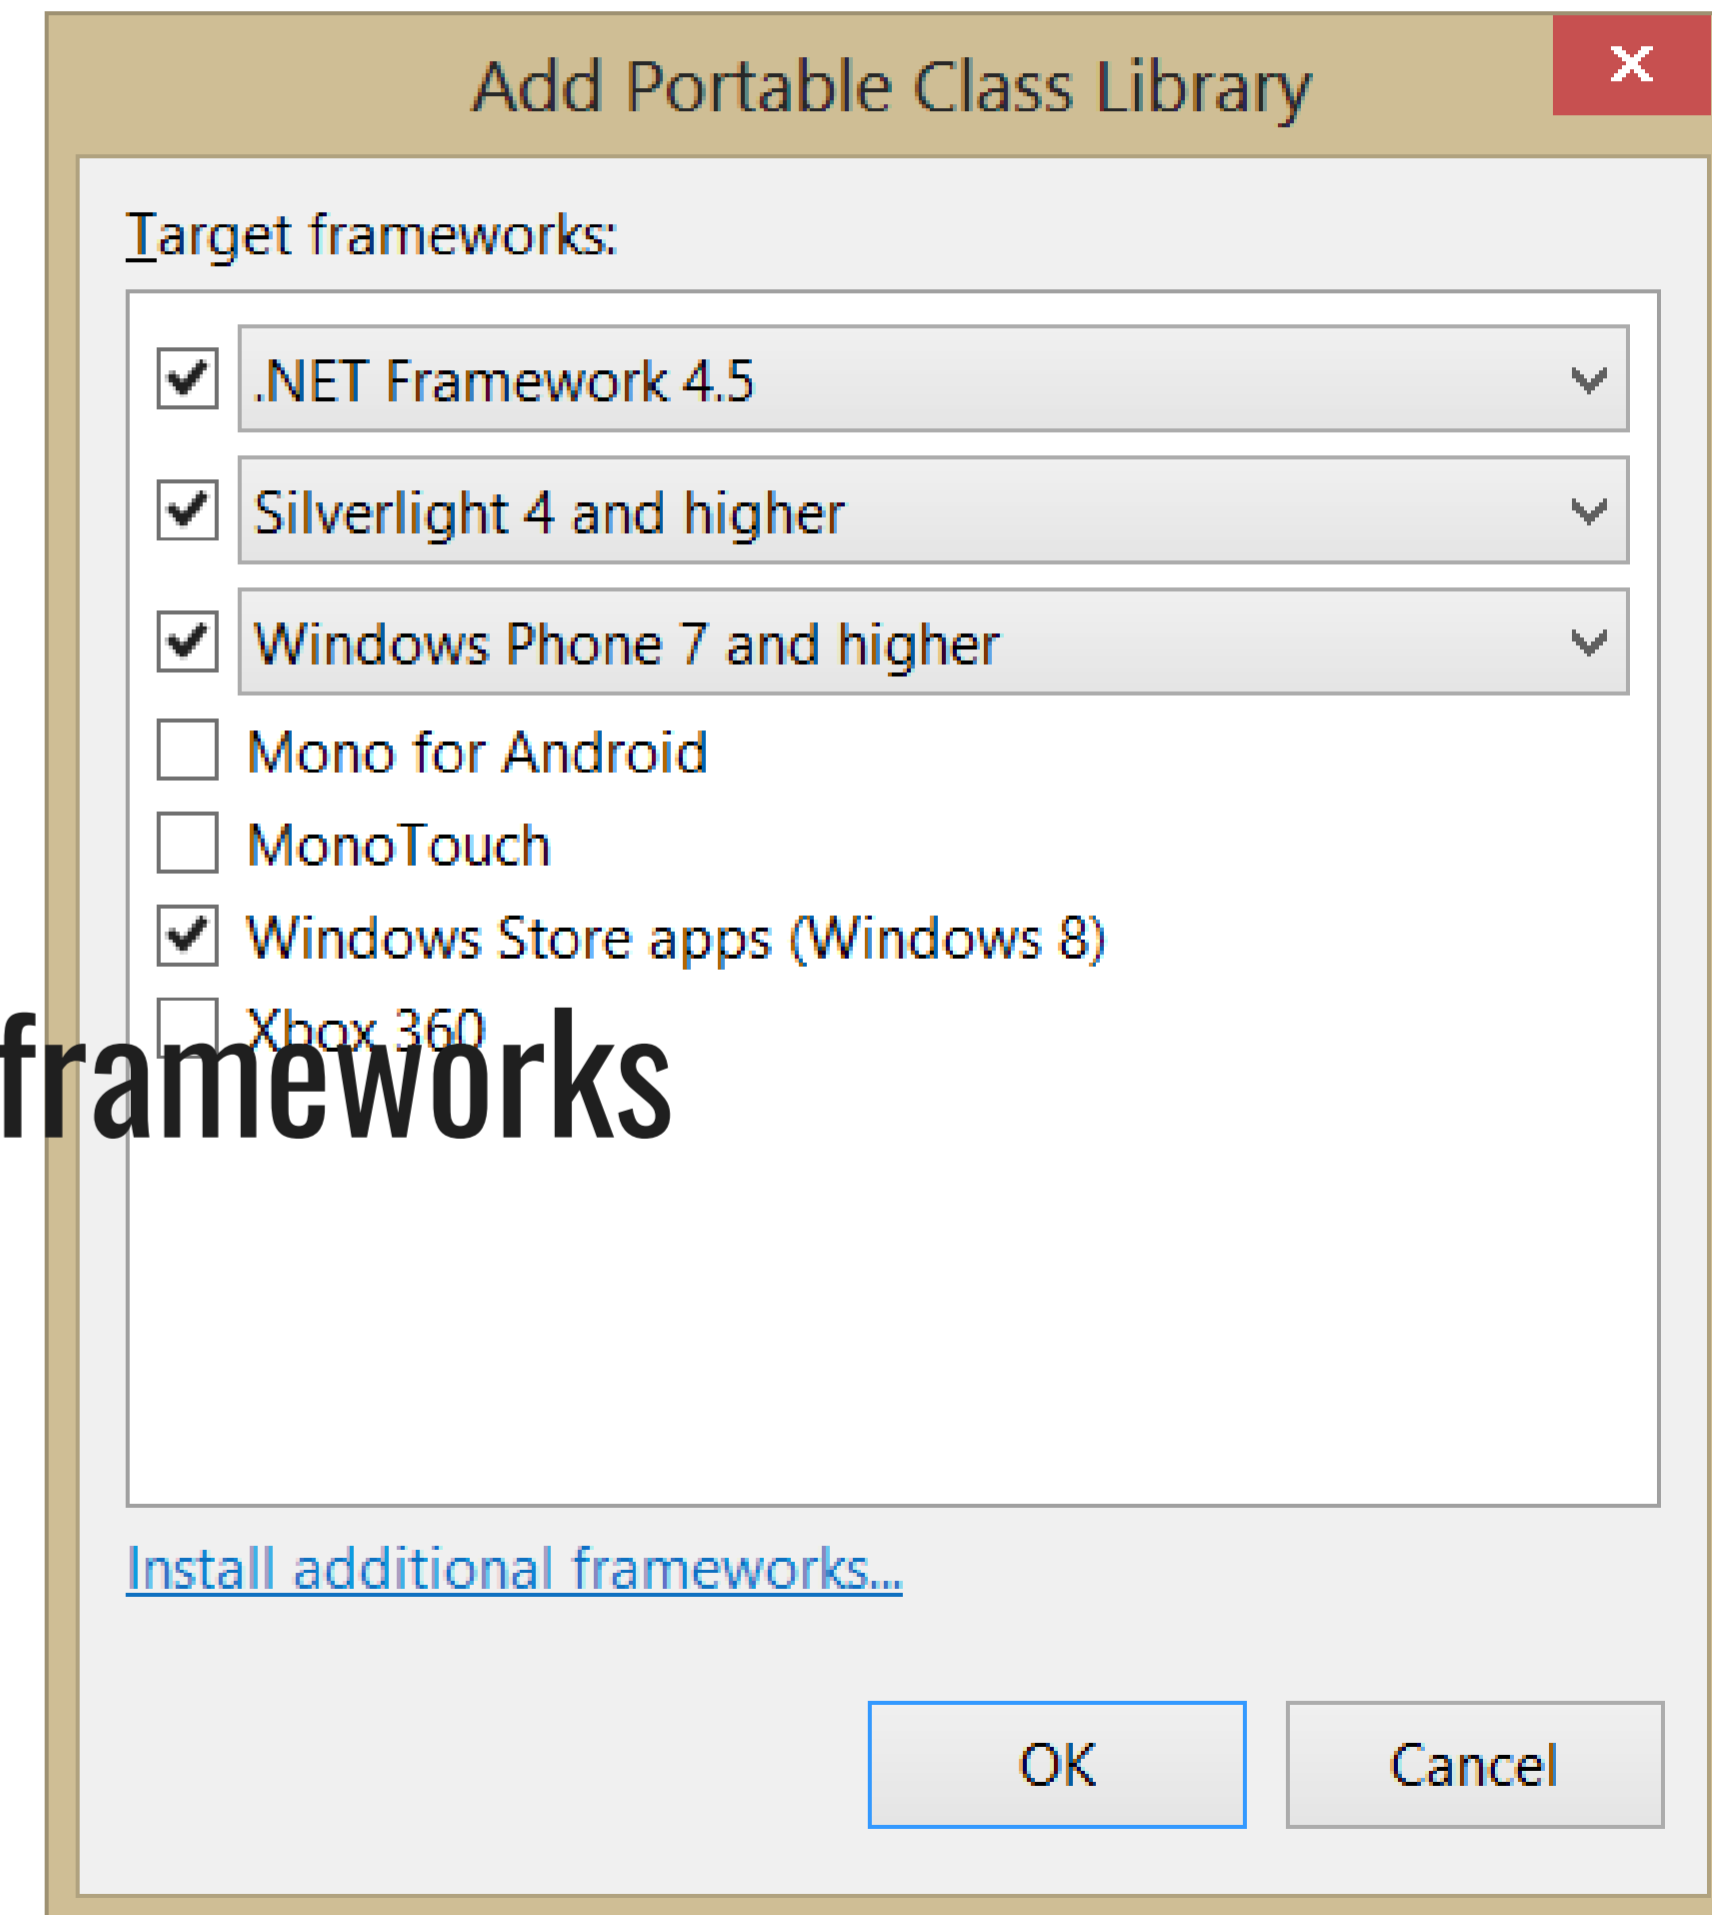 Add Portable Class Library
Target frameworks:
.NET Framework 4.5
Silverlight 4 and higher
Windows Phone 7 and higher
Mono for Android
MonoTouch
Windows Store apps (Windows 8)
Xbox 360
frameworks
Install additional frameworks...
OK
Cancel